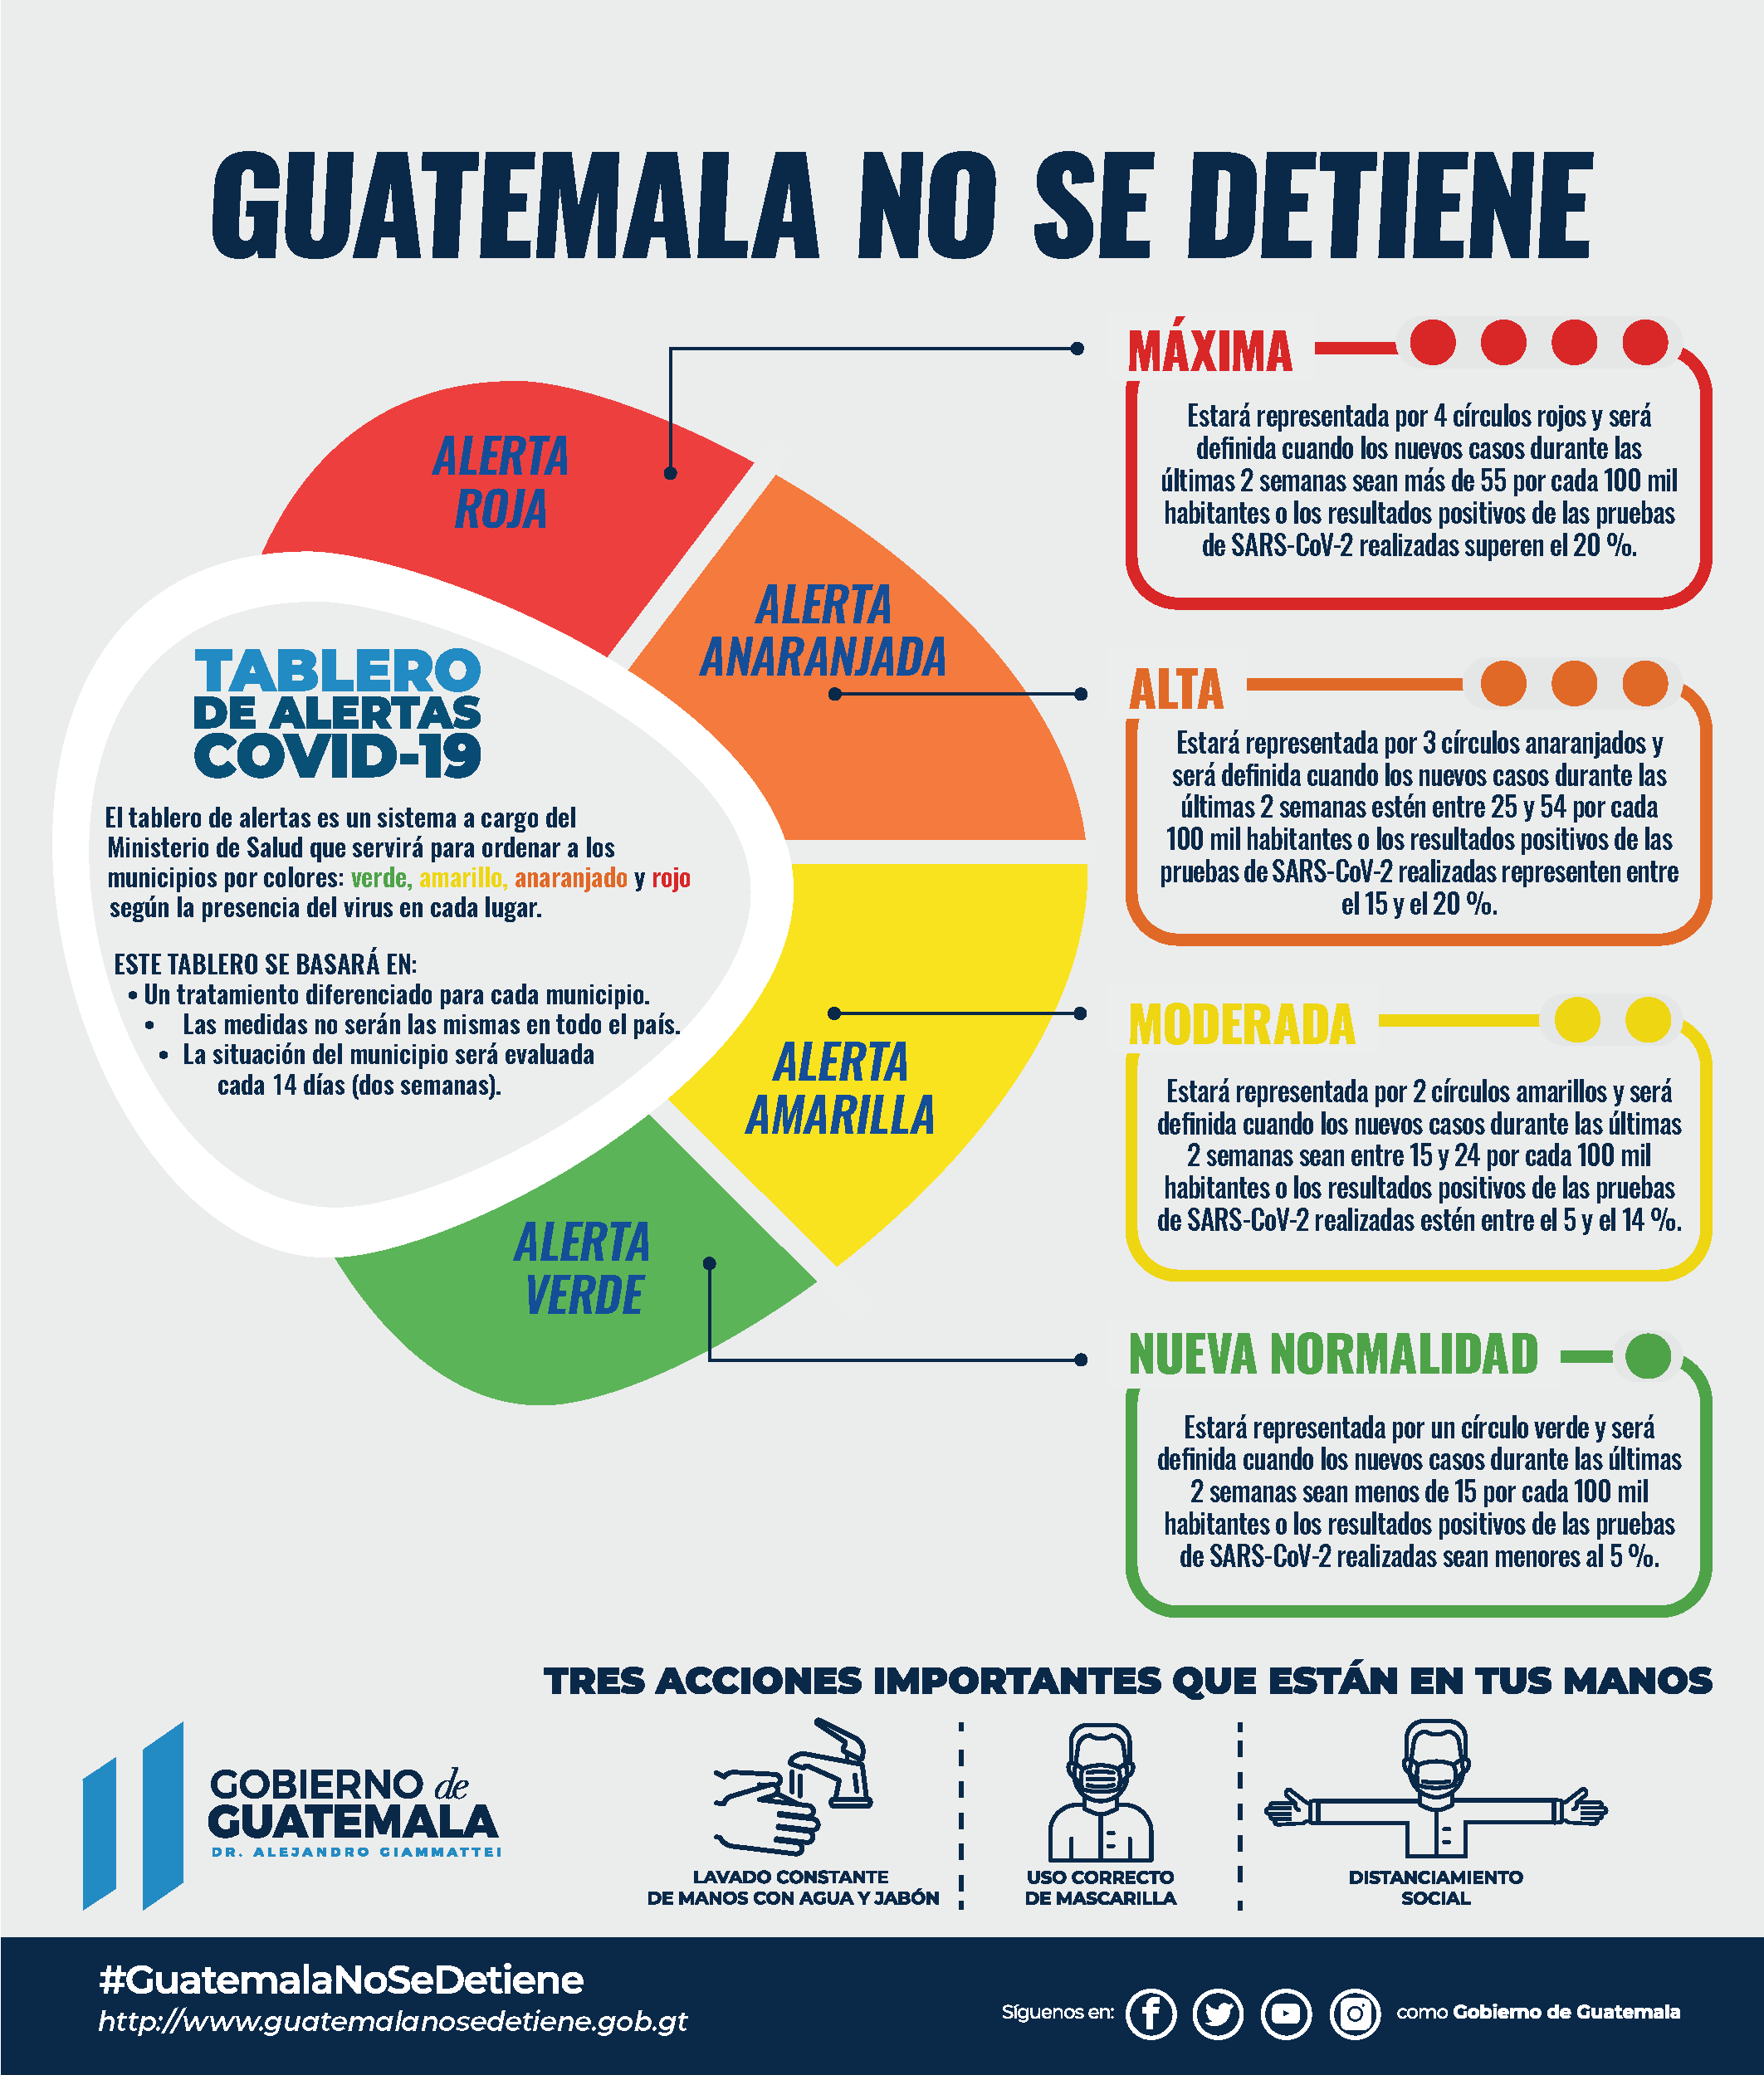 GUATEMALA NO SE DETIENE
ALERTA
ROJA
ALERTA
ANARANJADA
ALERTA
AMARILLA
ALERTA
VERDE
TABLERO
DE ALERTAS
COVID-19
El tablero de alertas es un sistema a cargo del
Ministerio de Salud que servirá para ordenar a los
municipios por colores: verde, amarillo, anaranjado y rojo
según la presencia del virus en cada lugar.
ESTE TABLERO SE BASARÁ EN:
• Un tratamiento diferenciado para cada municipio.
• Las medidas no serán las mismas en todo el país.
• La situación del municipio será evaluada
cada 14 días (dos semanas).
MÁXIMA
Estará representada por 4 círculos rojos y será
definida cuando los nuevos casos durante las
últimas 2 semanas sean más de 55 por cada 100 mil
habitantes o los resultados positivos de las pruebas
de SARS-CoV-2 realizadas superen el 20 %.
ALTA
Estará representada por 3 círculos anaranjados y
será definida cuando los nuevos casos durante las
últimas 2 semanas estén entre 25 y 54 por cada
100 mil habitantes o los resultados positivos de las
pruebas de SARS-CoV-2 realizadas representen entre
el 15 y el 20 %.
MODERADA
Estará representada por 2 círculos amarillos y será
definida cuando los nuevos casos durante las últimas
2 semanas sean entre 15 y 24 por cada 100 mil
habitantes o los resultados positivos de las pruebas
de SARS-CoV-2 realizadas estén entre el 5 y el 14 %.
NUEVA NORMALIDAD
Estará representada por un círculo verde y será
definida cuando los nuevos casos durante las últimas
2 semanas sean menos de 15 por cada 100 mil
habitantes o los resultados positivos de las pruebas
de SARS-CoV-2 realizadas sean menores al 5 %.
TRES ACCIONES IMPORTANTES QUE ESTÁN EN TUS MANOS
LAVADO CONSTANTE
DE MANOS CON AGUA Y JABÓN
USO CORRECTO
DE MASCARILLA
DISTANCIAMIENTO
SOCIAL
GOBIERNO de
GUATEMALA
DR. ALEJANDRO GIAMMATTEI
#GuatemalaNoSeDetiene
http://www.guatemalanosedetiene.gob.gt
Síguenos en: como Gobierno de Guatemala